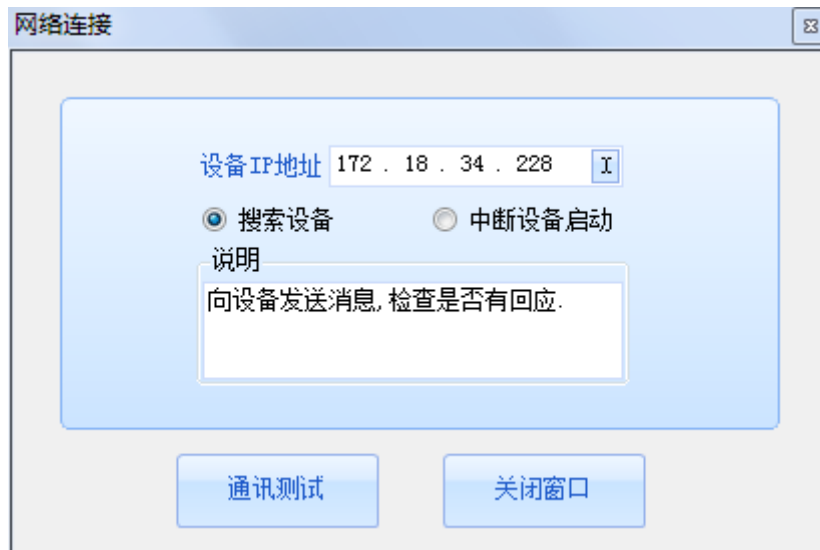 网络连接
设备IP地址 172 . 18 . 34 . 228
搜索设备 中断设备启动
说明
向设备发送消息,检查是否有回应.
通讯测试 关闭窗口